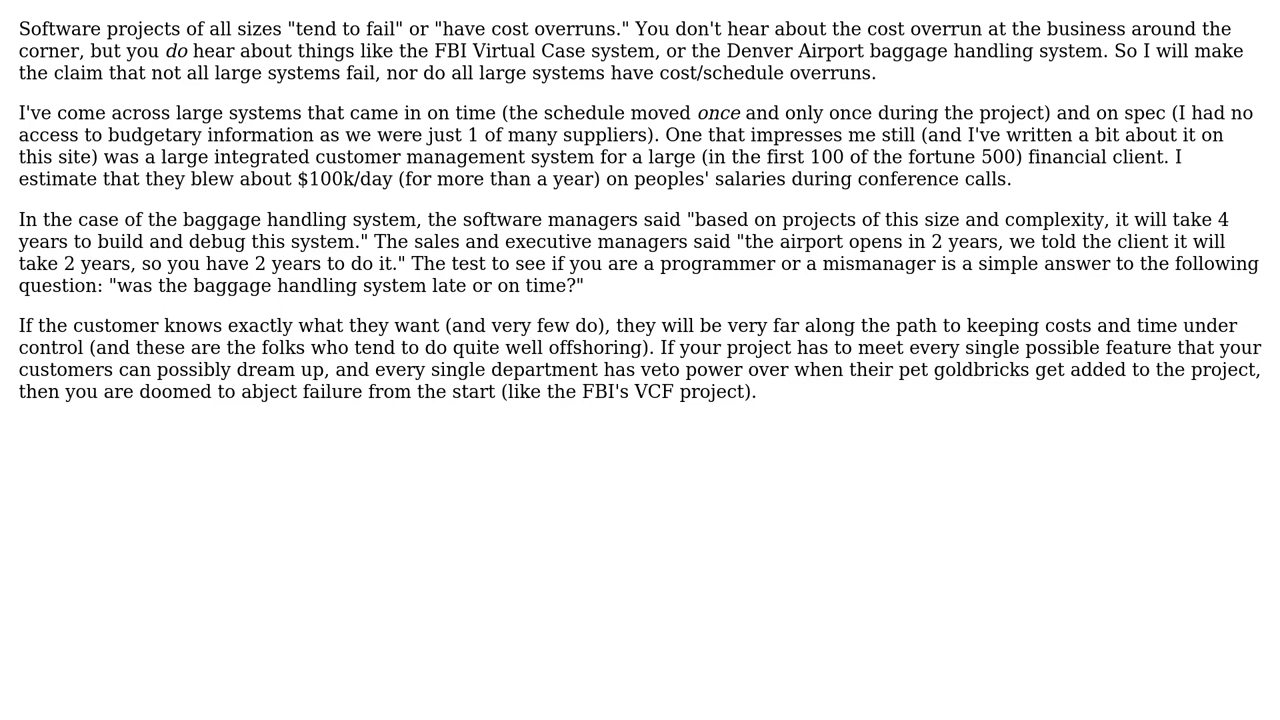 Software projects of all sizes "tend to fail" or "have cost overruns." You don't hear about the cost overrun at the business around the
corner, but you do hear about things like the FBI Virtual Case system, or the Denver Airport baggage handling system. So I will make
the claim that not all large systems fail, nor do all large systems have cost/schedule overruns.
I've come across large systems that came in on time (the schedule moved once and only once during the project) and on spec (I had no
access to budgetary information as we were just 1 of many suppliers). One that impresses me still (and I've written a bit about it on
this site) was a large integrated customer management system for a large (in the first 100 of the fortune 500) financial client. I
estimate that they blew about $100k/day (for more than a year) on peoples' salaries during conference calls.
In the case of the baggage handling system, the software managers said "based on projects of this size and complexity, it will take 4
years to build and debug this system." The sales and executive managers said "the airport opens in 2 years, we told the client it will
take 2 years, so you have 2 years to do it." The test to see if you are a programmer or a mismanager is a simple answer to the following
question: "was the baggage handling system late or on time?"
If the customer knows exactly what they want (and very few do), they will be very far along the path to keeping costs and time under
control (and these are the folks who tend to do quite well offshoring). If your project has to meet every single possible feature that your
customers can possibly dream up, and every single department has veto power over when their pet goldbricks get added to the project,
then you are doomed to abject failure from the start (like the FBI's VCF project).